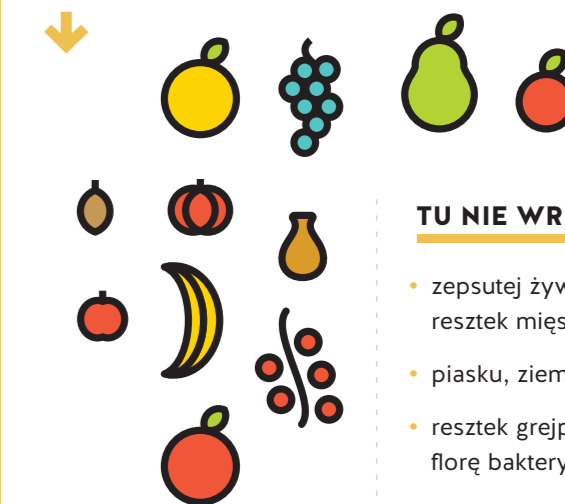 TU NIE WR
• zepsutej żyw
resztek mięs
• piasku, ziem
• resztek grejp
florę baktery